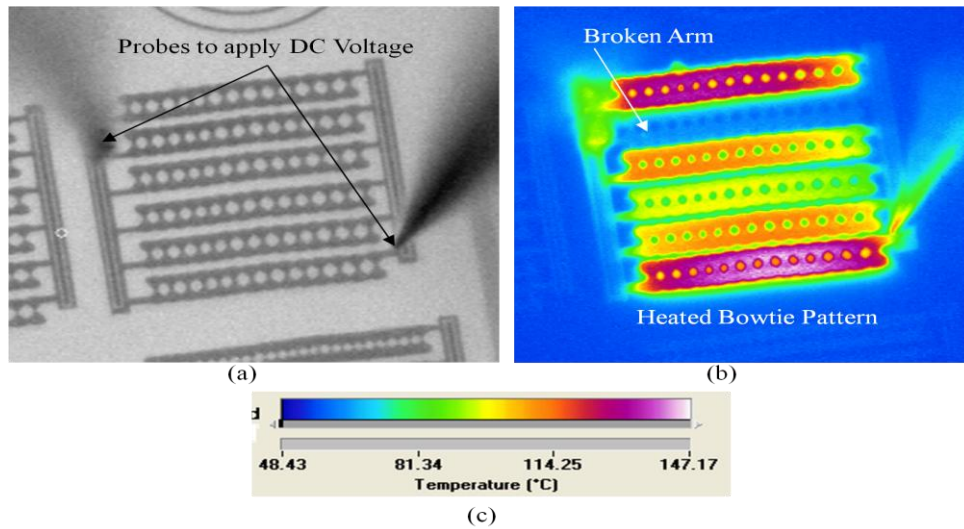 Probes to apply DC Voltage
Broken Arm
Heated Bowtie Pattern
(a)
(b)
d
48.43 81.34 114.25 147.17
Temperature (°C)
(c)